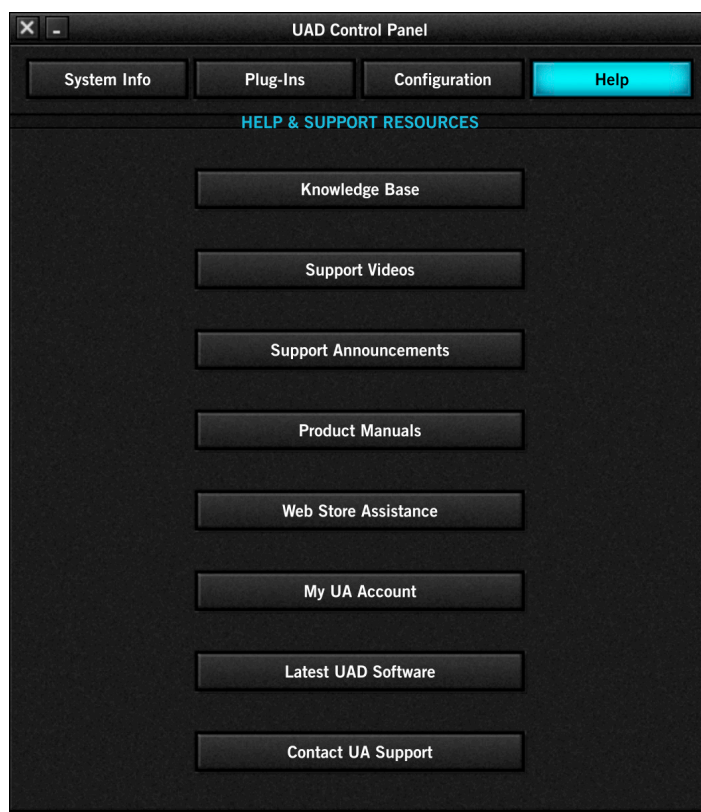 UAD Control Panel
System Info
Plug-Ins
Configuration
Help
HELP & SUPPORT RESOURCES
Knowledge Base
Support Videos
Support Announcements
Product Manuals
Web Store Assistance
My UA Account
Latest UAD Software
Contact UA Support